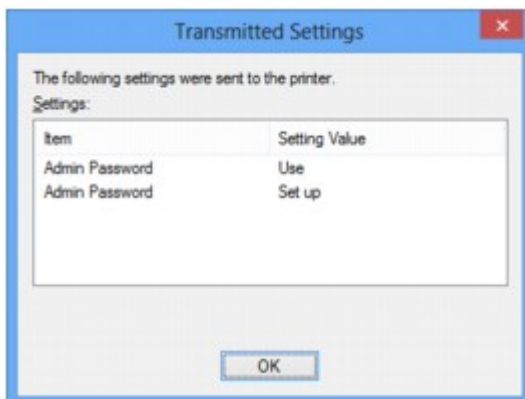 Transmitted Settings
The following settings were sent to the printer.
Settings:
Item Setting Value
Admin Password Use
Admin Password Set up
OK